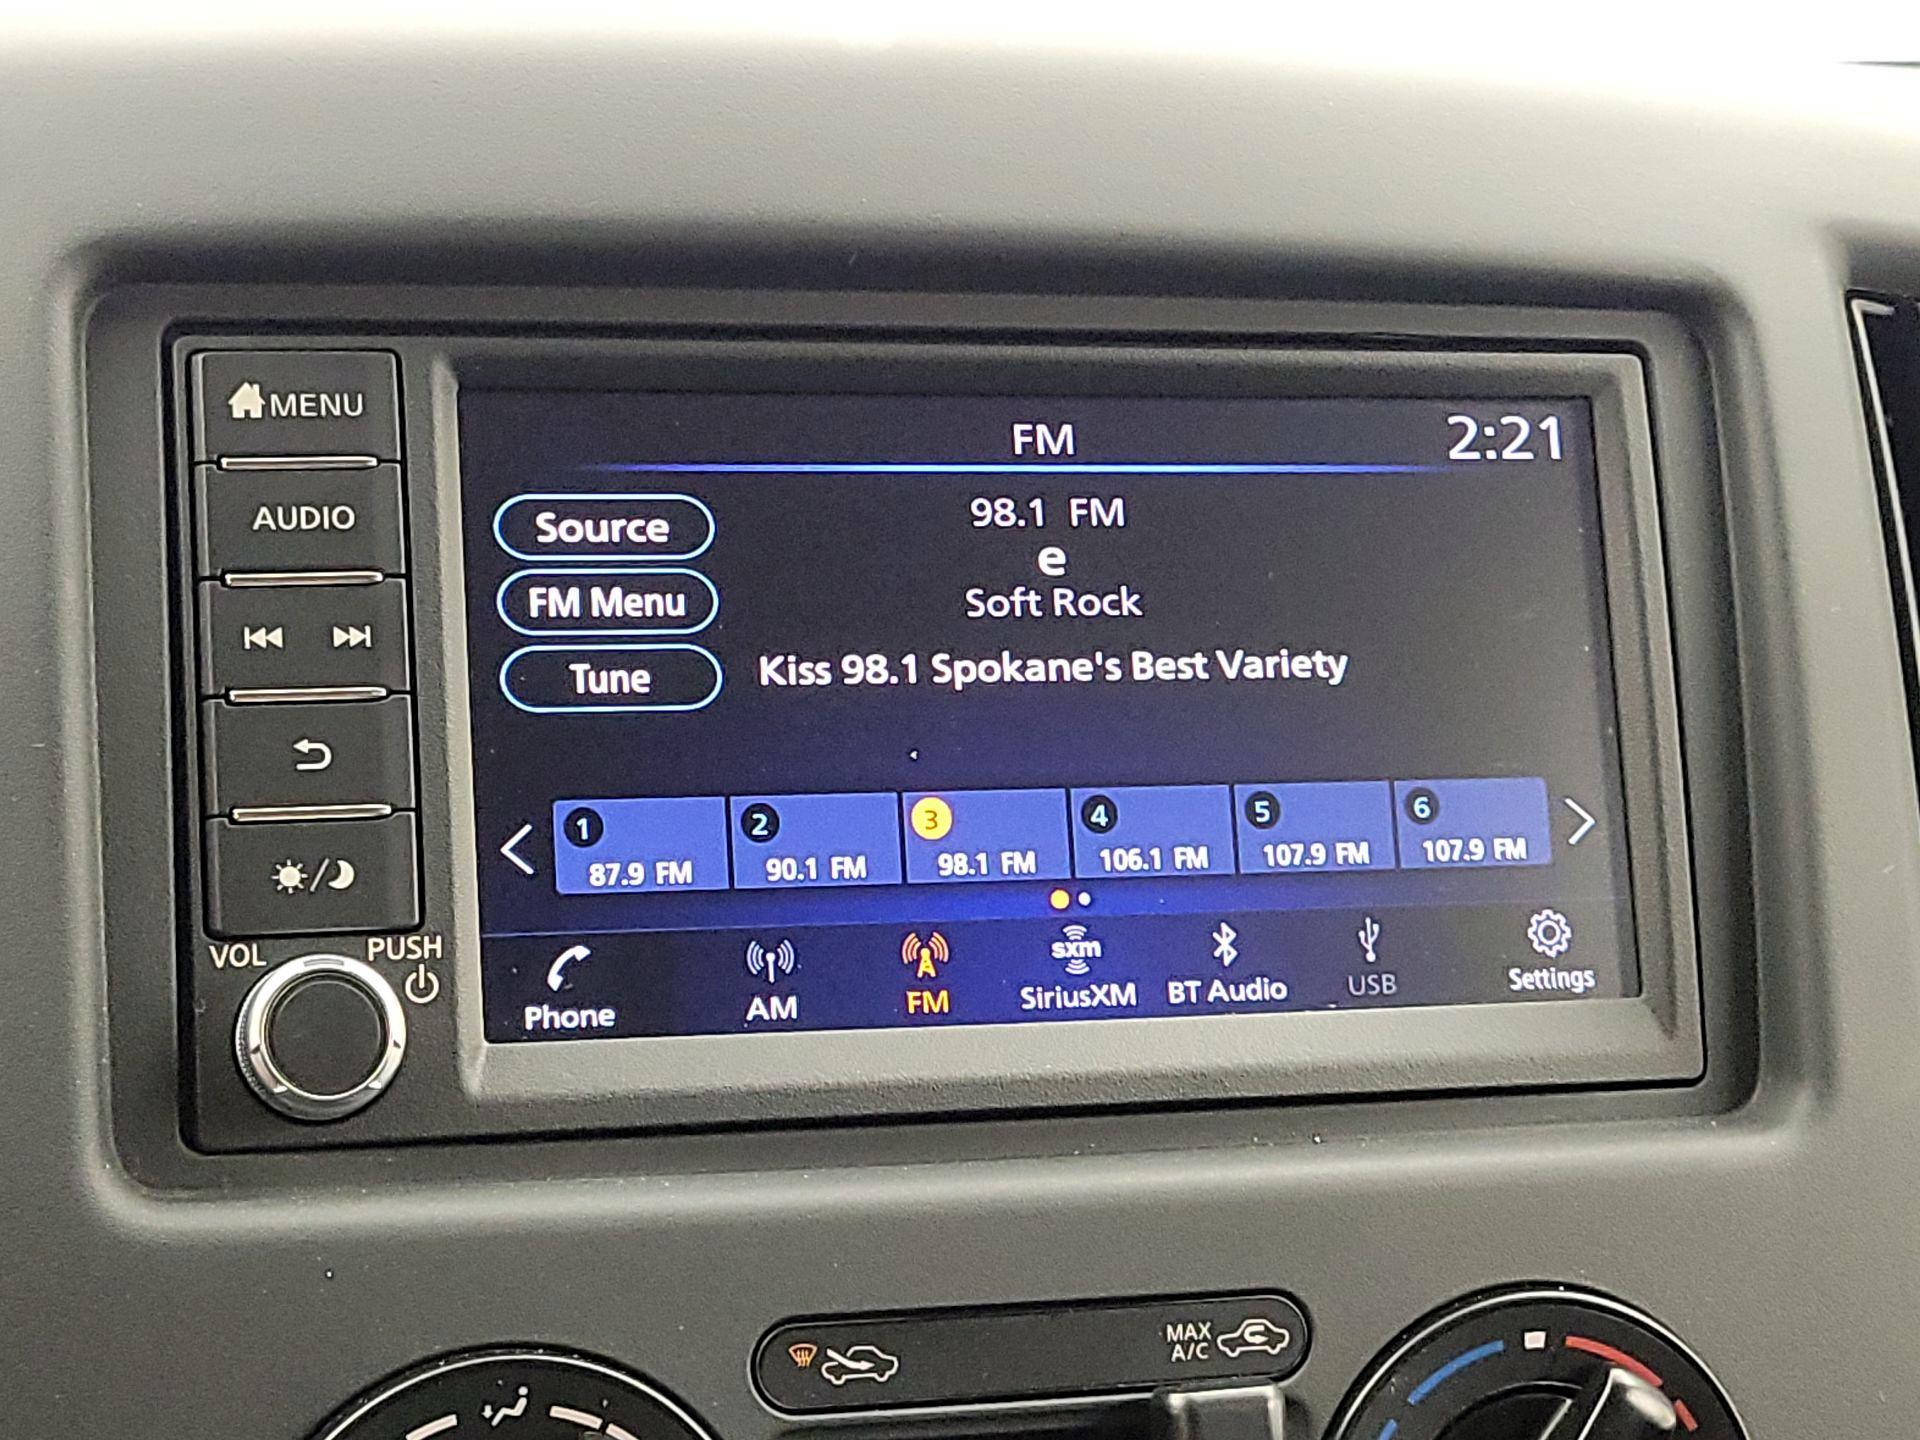 MENU
AUDIO
VOL
PUSH
FM
2:21
Source
98.1 FM
e
FM Menu
Soft Rock
Tune
Kiss 98.1 Spokane's Best Variety
1
87.9 FM
2
90.1 FM
3
98.1 FM
4
106.1 FM
5
107.9 FM
6
107.9 FM
Phone
AM
FM
sxm
SiriusXM
BT Audio
USB
Settings
MAX
A/C